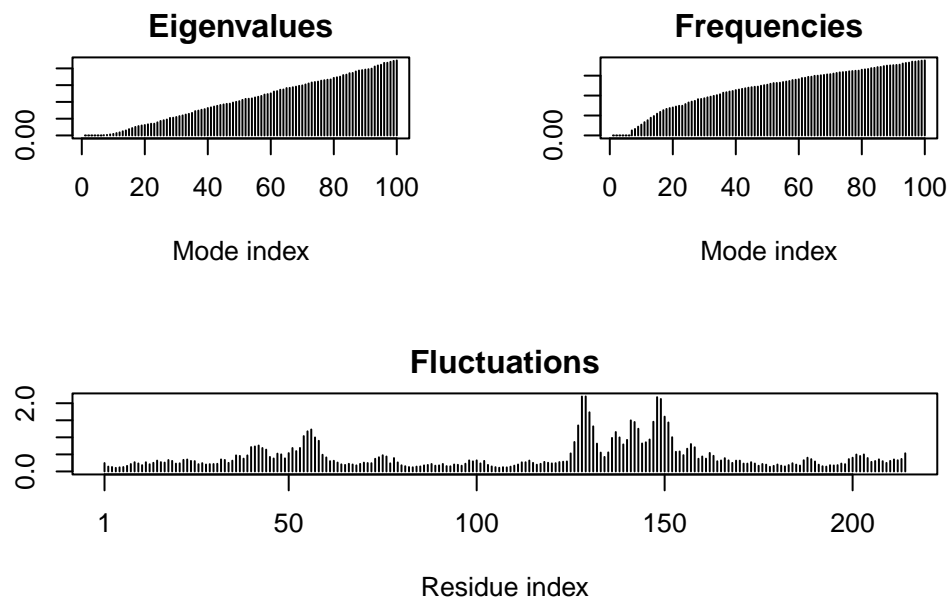 Eigenvalues
0.00
0 20 40 60 80 100
Mode index
Frequencies
0.00
0 20 40 60 80 100
Mode index
Fluctuations
2.0
0.0
1 50 100 150 200
Residue index